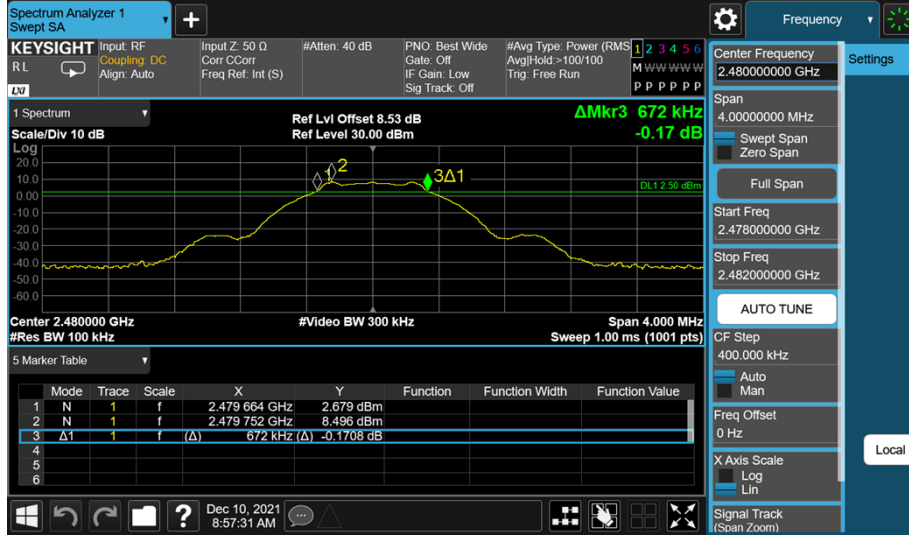 Spectrum Analyzer 1
Swept SA
+
Frequency
KEYSIGHT
RL
LXI
Input: RF
Coupling: DC
Align: Auto
Input Z: 50 Ω
Corr CCorr
Freq Ref: Int (S)
#Atten: 40 dB
PNO: Best Wide
Gate: Off
IF Gain: Low
Sig Track: Off
#Avg Type: Power (RMS
Avg|Hold:>100/100
Trig: Free Run
1 2 3 4 5 6
M W W W W W
P P P P P P
1 Spectrum
Scale/Div 10 dB
Log
Ref Lvl Offset 8.53 dB
Ref Level 30.00 dBm
ΔMkr3 672 kHz
-0.17 dB
20.0
10.0
0.00
-10.0
-20.0
-30.0
-40.0
-50.0
-60.0
1
2
3Δ1
DL1 2.50 dBm
Center 2.480000 GHz
#Video BW 300 kHz
Span 4.000 MHz
#Res BW 100 kHz
Sweep 1.00 ms (1001 pts)
5 Marker Table
Mode Trace Scale X Y Function Function Width Function Value
1 N 1 f 2.479 664 GHz 2.679 dBm
2 N 1 f 2.479 752 GHz 8.496 dBm
3 Δ1 1 f (Δ) 672 kHz (Δ) -0.1708 dB
4
5
6
?
Dec 10, 2021
8:57:31 AM
Center Frequency
2.480000000 GHz
Span
4.00000000 MHz
Swept Span
Zero Span
Full Span
Start Freq
2.478000000 GHz
Stop Freq
2.482000000 GHz
AUTO TUNE
CF Step
400.000 kHz
Auto
Man
Freq Offset
0 Hz
X Axis Scale
Log
Lin
Signal Track
(Span Zoom)
Settings
Local